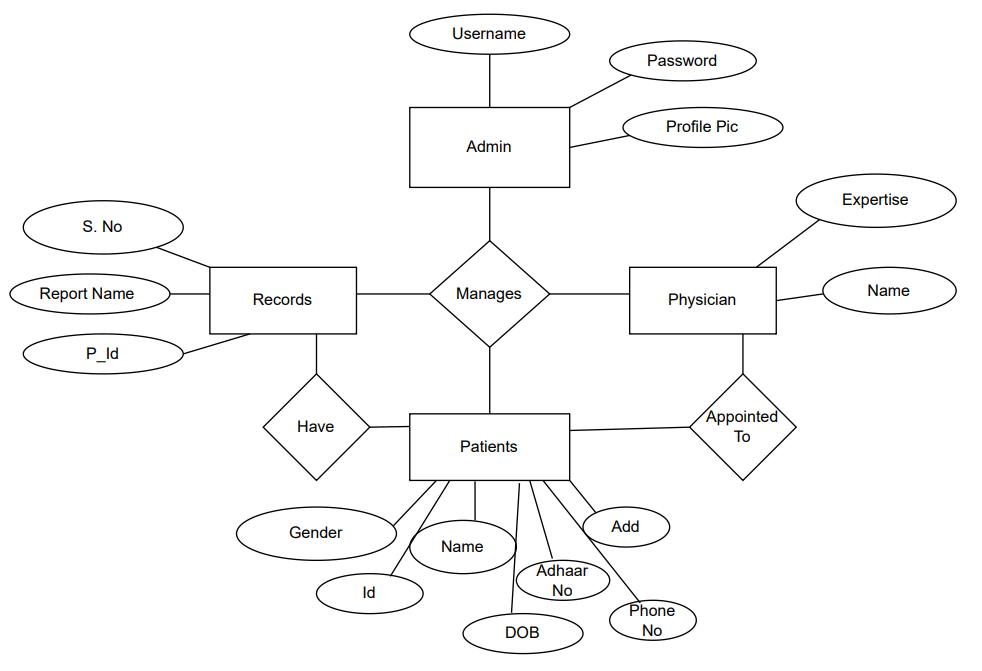 Username
Password
Profile Pic
Admin
Expertise
S. No
Report Name
Records
Manages
Physician
Name
P_Id
Have
Appointed
To
Patients
Gender
Name
Add
Id
Adhaar
No
DOB
Phone
No